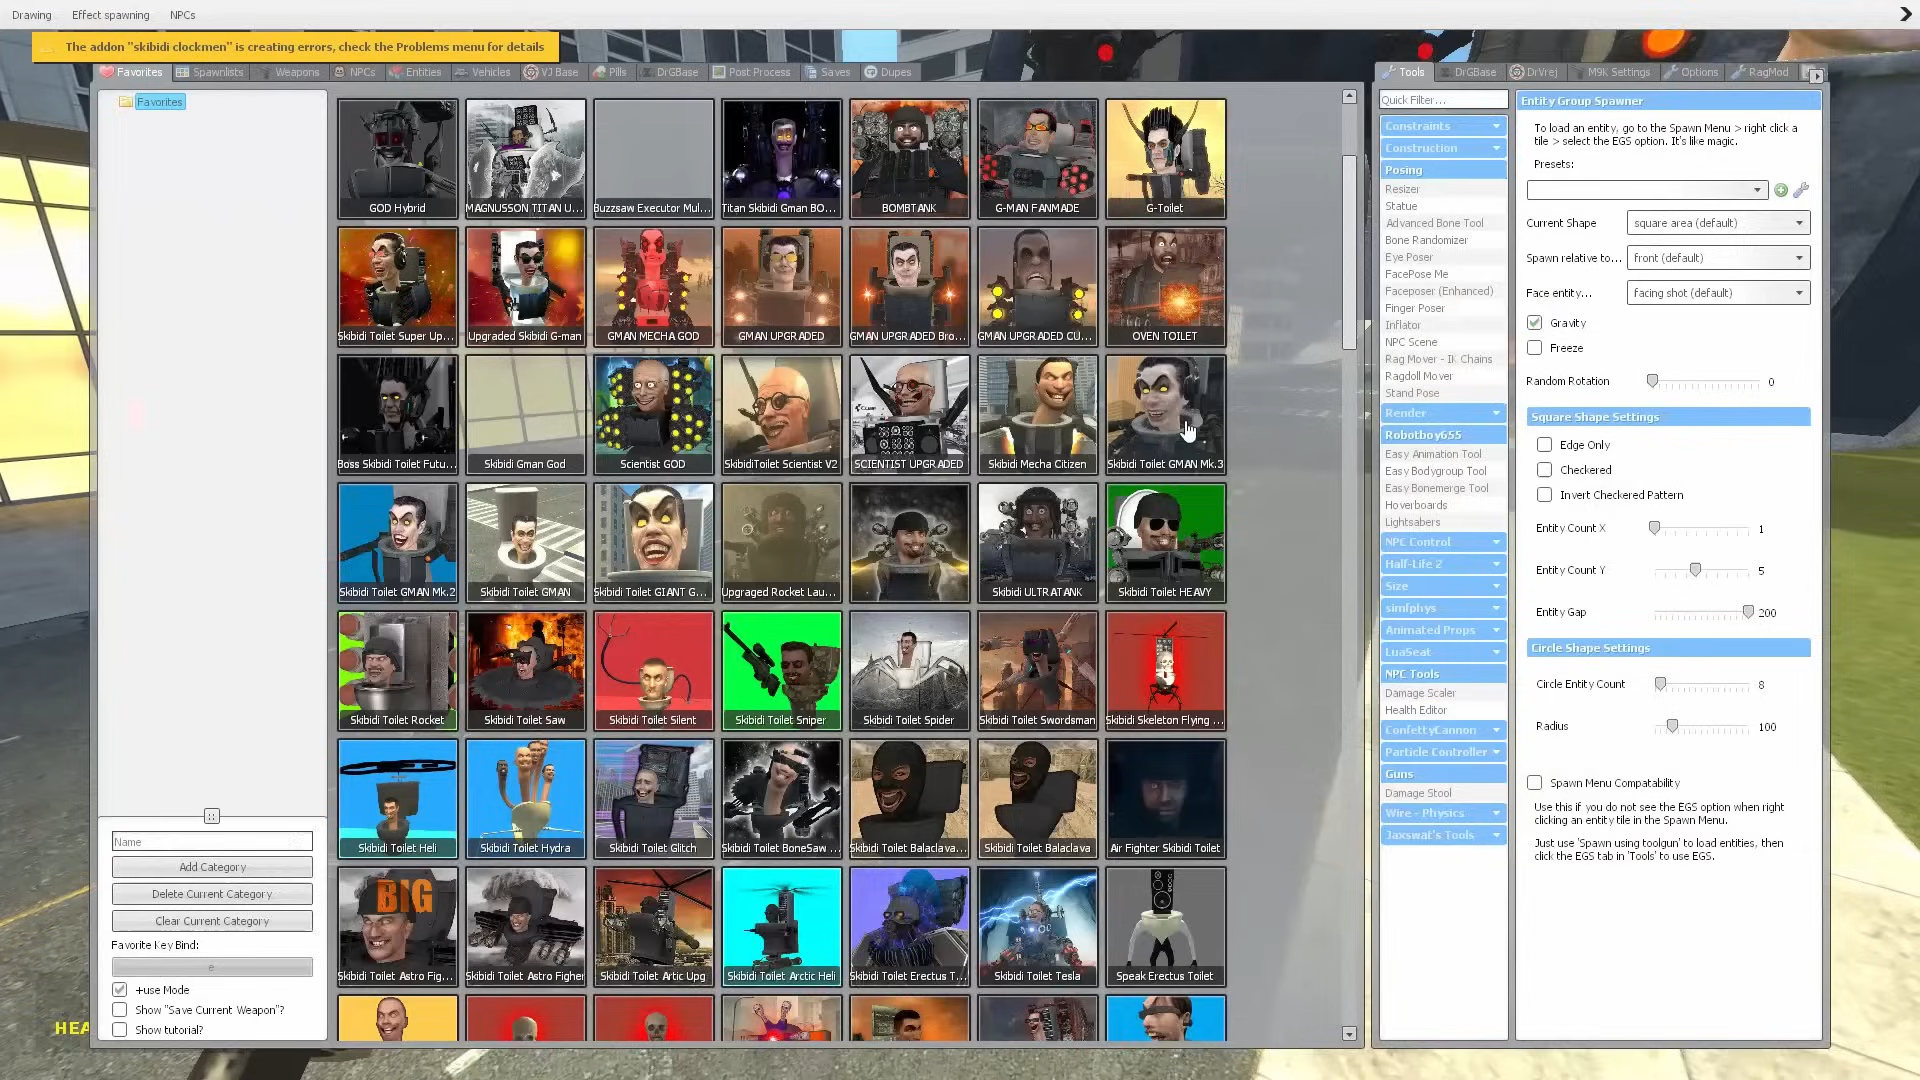 Drawing Effect spawning NPCs
The addon "skibidi clockmen" is creating errors, check the Problems menu for details
Favorites Spawnlists Weapons NPCs Entities Vehicles VJ Base Pills DrGBase Post Process Saves Dupes
Favorites
GOD Hybrid MAGNUSSON TITAN U... Buzzsaw Executor Mul... Titan Skibidi Gman BO... BOMBTANK G-MAN FANMADE G-Toilet
Skibidi Toilet Super Up... Upgraded Skibidi G-man GMAN MECHA GOD GMAN UPGRADED GMAN UPGRADED Bro... GMAN UPGRADED CU... OVEN TOILET
Boss Skibidi Toilet Futu... Skibidi Gman God Scientist GOD SkibidiToilet Scientist V2 SCIENTIST UPGRADED Skibidi Mecha Citizen Skibidi Toilet GMAN Mk.3
Skibidi Toilet GMAN Mk.2 Skibidi Toilet GMAN Skibidi Toilet GIANT G... Upgraged Rocket Lau... Skibidi ULTRATANK Skibidi Toilet HEAVY
Skibidi Toilet Rocket Skibidi Toilet Saw Skibidi Toilet Silent Skibidi Toilet Sniper Skibidi Toilet Spider Skibidi Toilet Swordsman Skibidi Skeleton Flying ...
Skibidi Toilet Heli Skibidi Toilet Hydra Skibidi Toilet Glitch Skibidi Toilet BoneSaw ... Skibidi Toilet Balaclava... Skibidi Toilet Balaclava Air Fighter Skibidi Toilet
BIG
Skibidi Toilet Astro Fig... Skibidi Toilet Astro Figher Skibidi Toilet Artic Upg Skibidi Toilet Arctic Heli Skibidi Toilet Erectus T... Skibidi Toilet Tesla Speak Erectus Toilet
Name
Add Category
Delete Current Category
Clear Current Category
Favorite Key Bind:
e
+use Mode
Show "Save Current Weapon"?
Show tutorial?
HEA
Tools DrGBase DrVrej M9K Settings Options RagMod
Quick Filter...
Constraints
Construction
Posing
Resizer
Statue
Advanced Bone Tool
Bone Randomizer
Eye Poser
FacePose Me
Faceposer (Enhanced)
Finger Poser
Inflator
NPC Scene
Rag Mover - IK Chains
Ragdoll Mover
Stand Pose
Render
Robotboy655
Easy Animation Tool
Easy Bodygroup Tool
Easy Bonemerge Tool
Hoverboards
Lightsabers
NPC Control
Half-Life 2
Size
simfphys
Animated Props
LuaSeat
NPC Tools
Damage Scaler
Health Editor
ConfettyCannon
Particle Controller
Guns
Damage Stool
Wire - Physics
Jaxswat's Tools
Entity Group Spawner
To load an entity, go to the Spawn Menu > right click a
tile > select the EGS option. It's like magic.
Presets:
Current Shape square area (default)
Spawn relative to... front (default)
Face entity... facing shot (default)
Gravity
Freeze
Random Rotation 0
Square Shape Settings
Edge Only
Checkered
Invert Checkered Pattern
Entity Count X 1
Entity Count Y 5
Entity Gap 200
Circle Shape Settings
Circle Entity Count 8
Radius 100
Spawn Menu Compatability
Use this if you do not see the EGS option when right
clicking an entity tile in the Spawn Menu.
Just use 'Spawn using toolgun' to load entities, then
click the EGS tab in 'Tools' to use EGS.